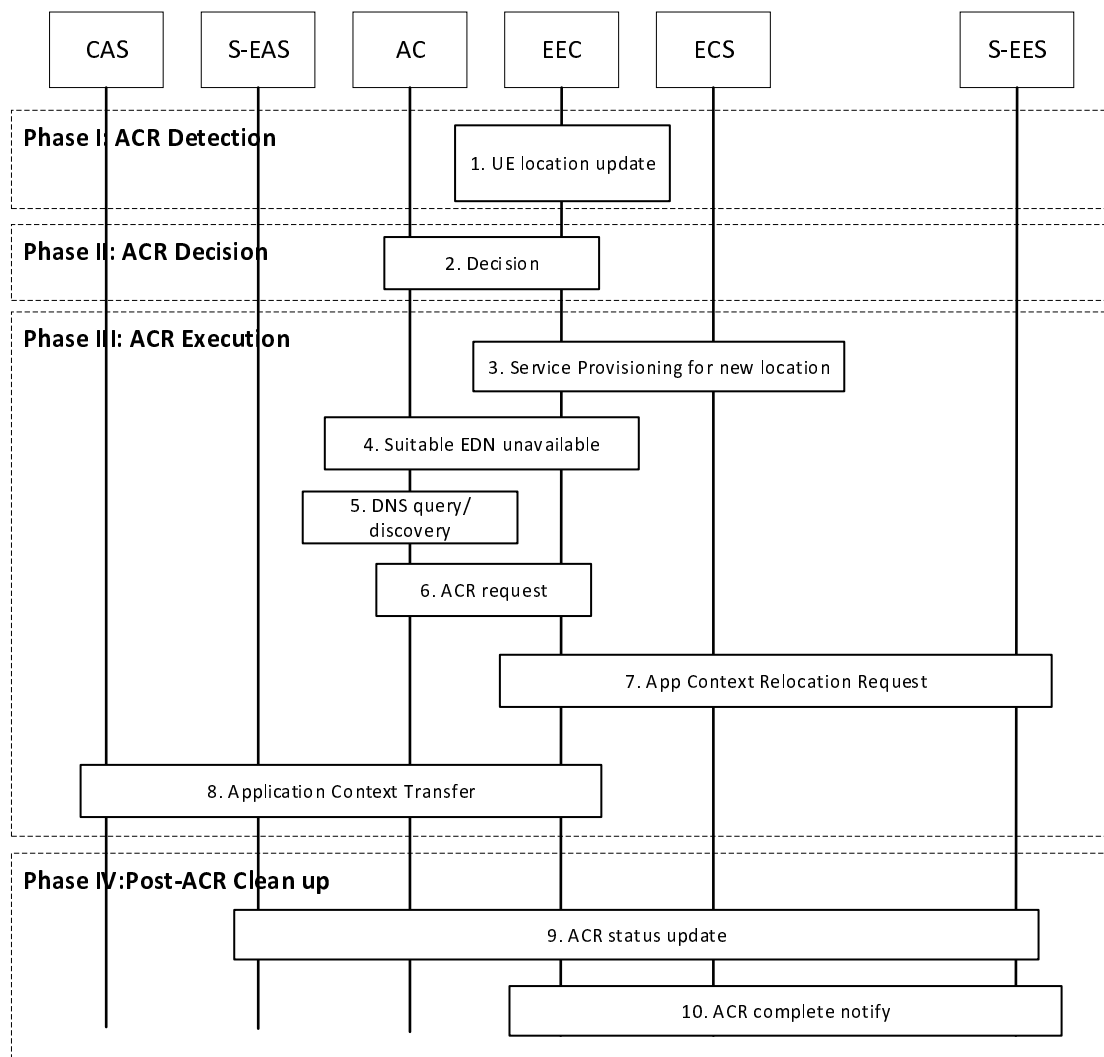 CAS
S-EAS
AC
EEC
ECS
S-EES
Phase I: ACR Detection
1. UE location update
Phase II: ACR Decision
2. Decision
Phase III: ACR Execution
3. Service Provisioning for new location
4. Suitable EDN unavailable
5. DNS query/
discovery
6. ACR request
7. App Context Relocation Request
8. Application Context Transfer
Phase IV:Post-ACR Clean up
9. ACR status update
10. ACR complete notify